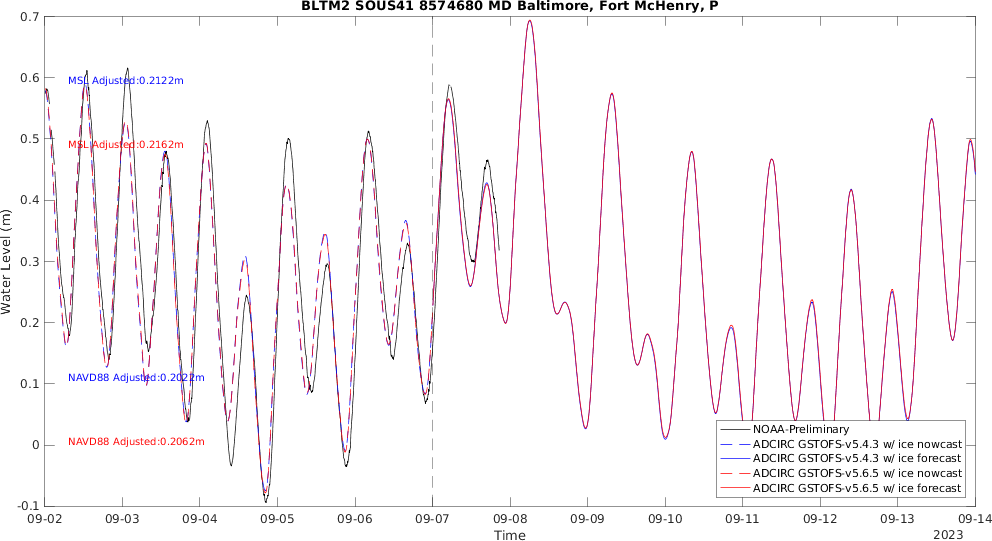 BLTM2 SOUS41 8574680 MD Baltimore, Fort McHenry, P
0.7
0.6
0.5
0.4
0.3
0.2
0.1
0
-0.1
Water Level (m)
MSL Adjusted:0.2122m
MSL Adjusted:0.2162m
NAVD88 Adjusted:0.2022m
NAVD88 Adjusted:0.2062m
NOAA-Preliminary
ADCIRC GSTOFS-v5.4.3 w/ ice nowcast
ADCIRC GSTOFS-v5.4.3 w/ ice forecast
ADCIRC GSTOFS-v5.6.5 w/ ice nowcast
ADCIRC GSTOFS-v5.6.5 w/ ice forecast
09-02 09-03 09-04 09-05 09-06 09-07 09-08 09-09 09-10 09-11 09-12 09-13 09-14
Time
2023